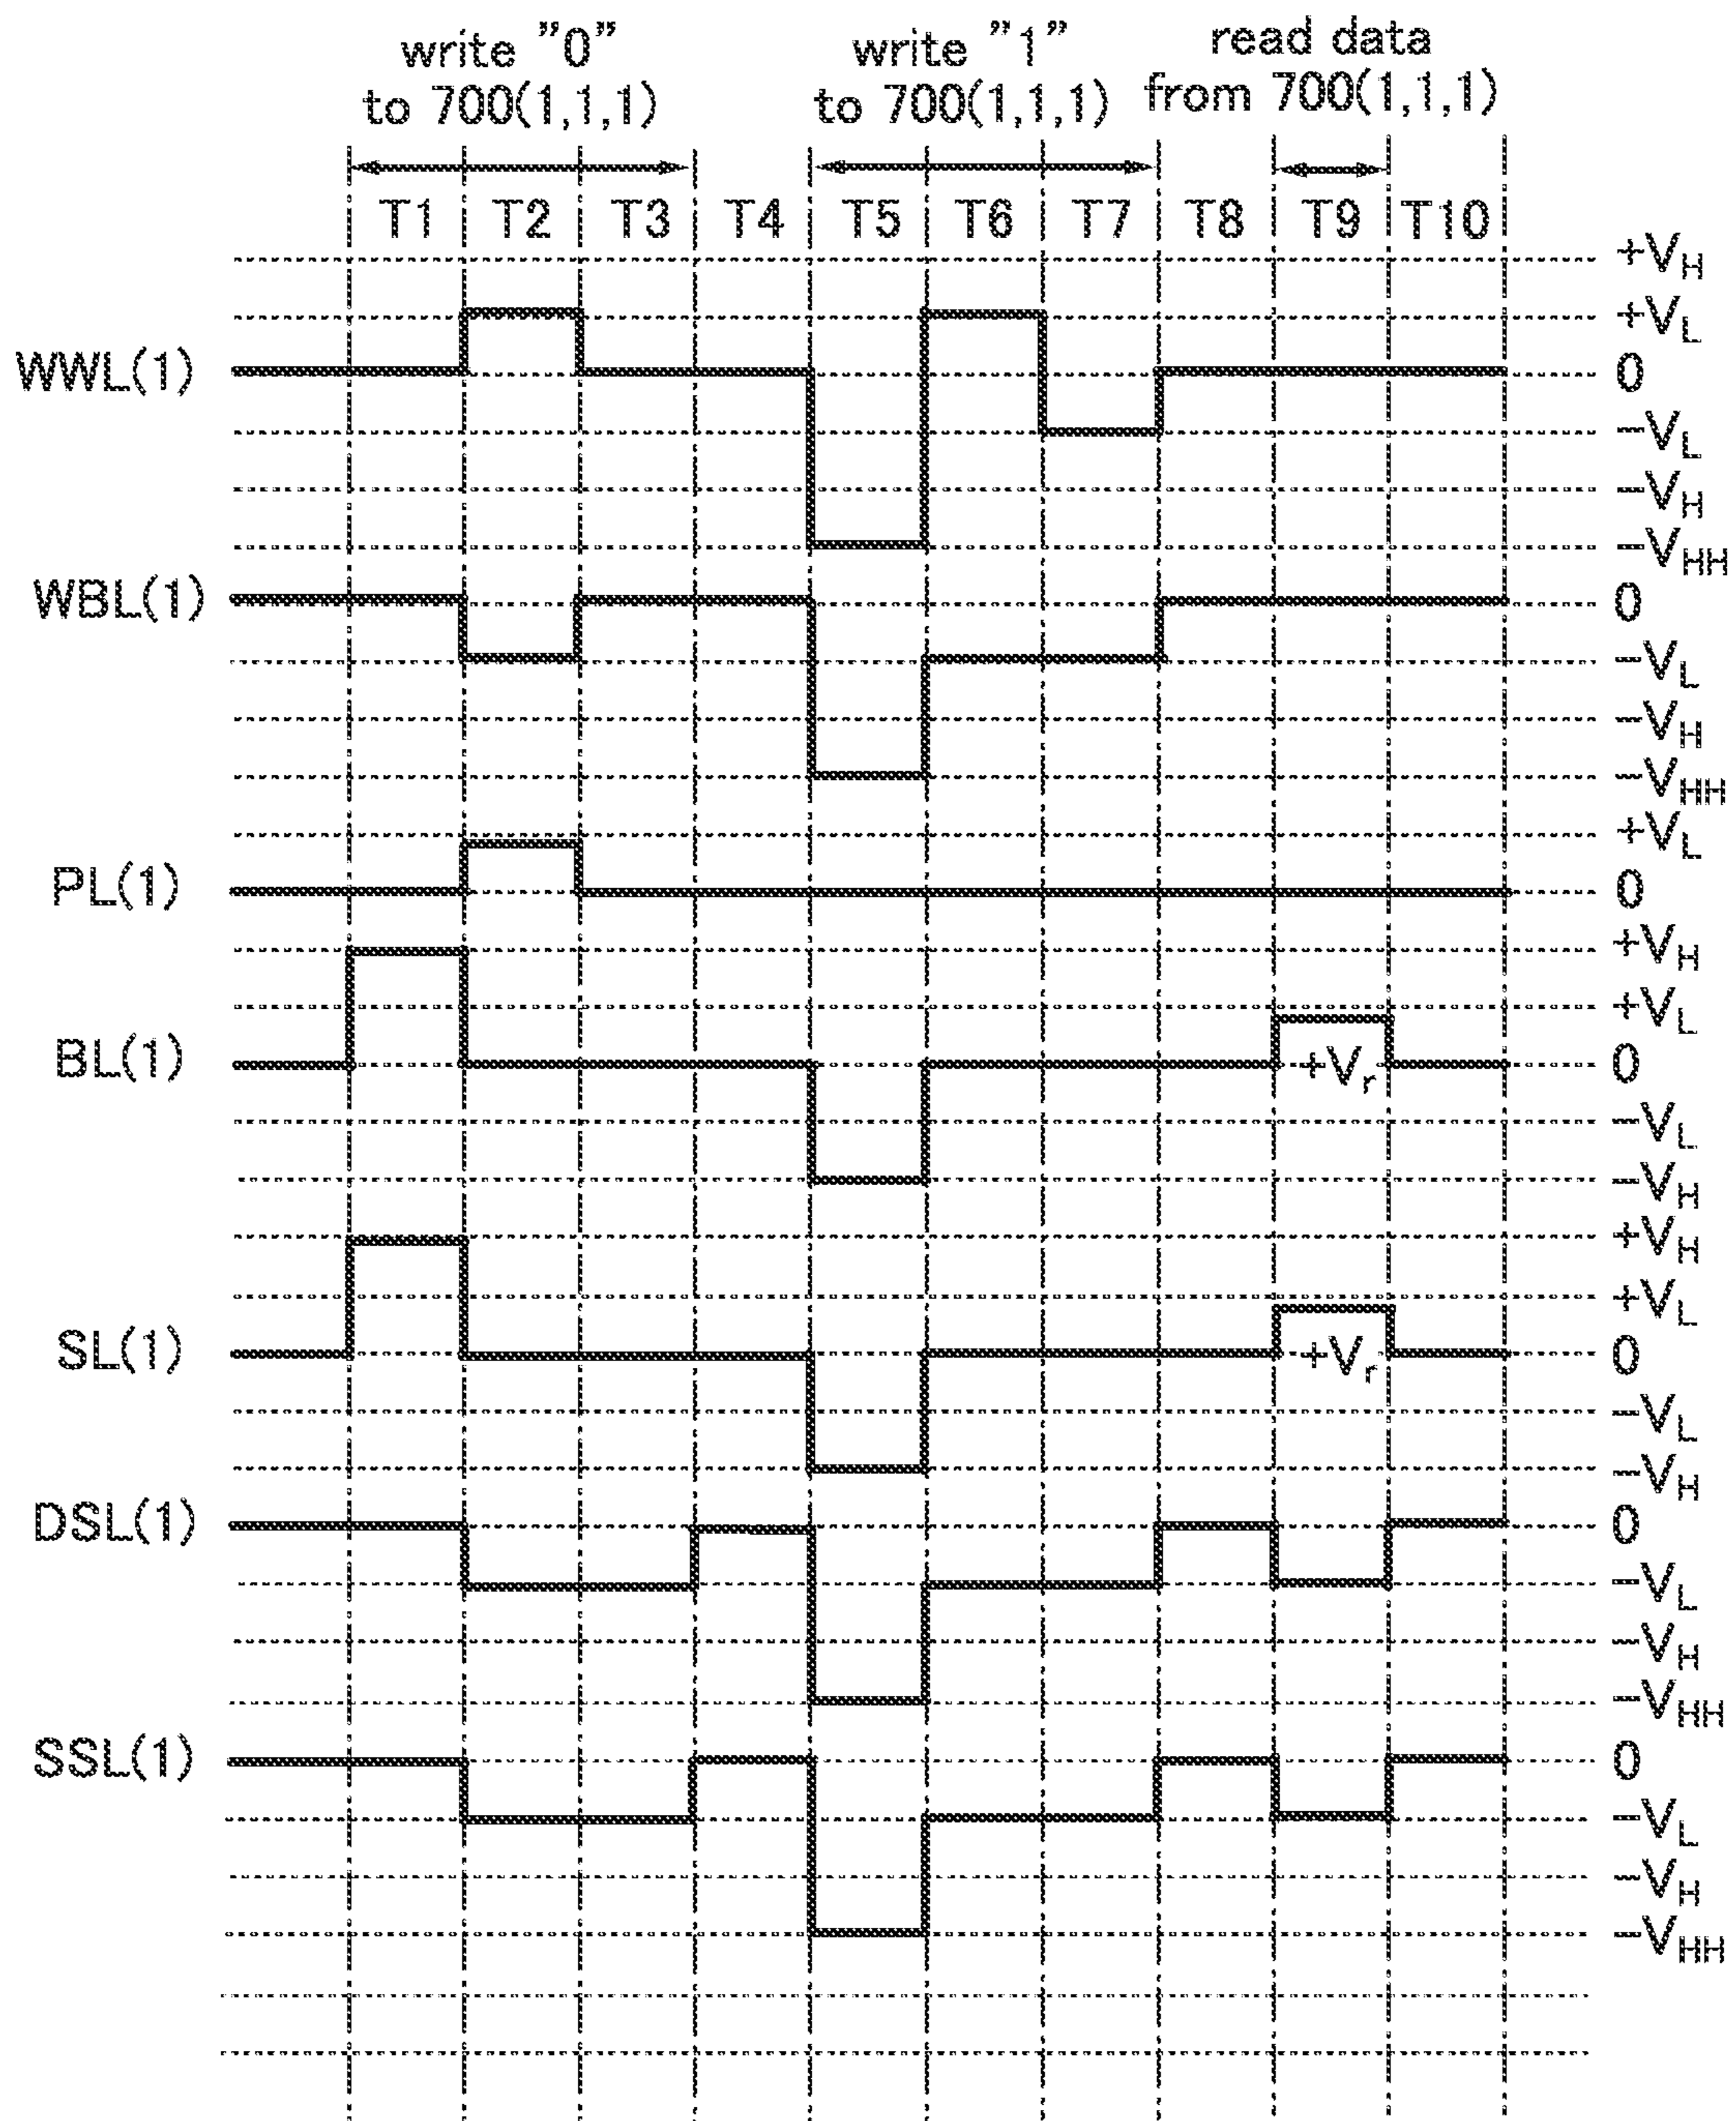 write ”0”
to 700(1,1,1)
write ”1”
to 700(1,1,1)
read data
from 700(1,1,1)
T1 T2 T3 T4 T5 T6 T7 T8 T9 T10
+VH
+VL
WWL(1) 0
−VL
−VH
−VHH
WBL(1) 0
−VL
−VH
−VHH
+VL
PL(1) 0
+VH
+VL
BL(1) +Vr 0
−VL
−VH
+VH
+VL
SL(1) +Vr 0
−VL
−VH
DSL(1) 0
−VL
−VH
−VHH
SSL(1) 0
−VL
−VH
−VHH